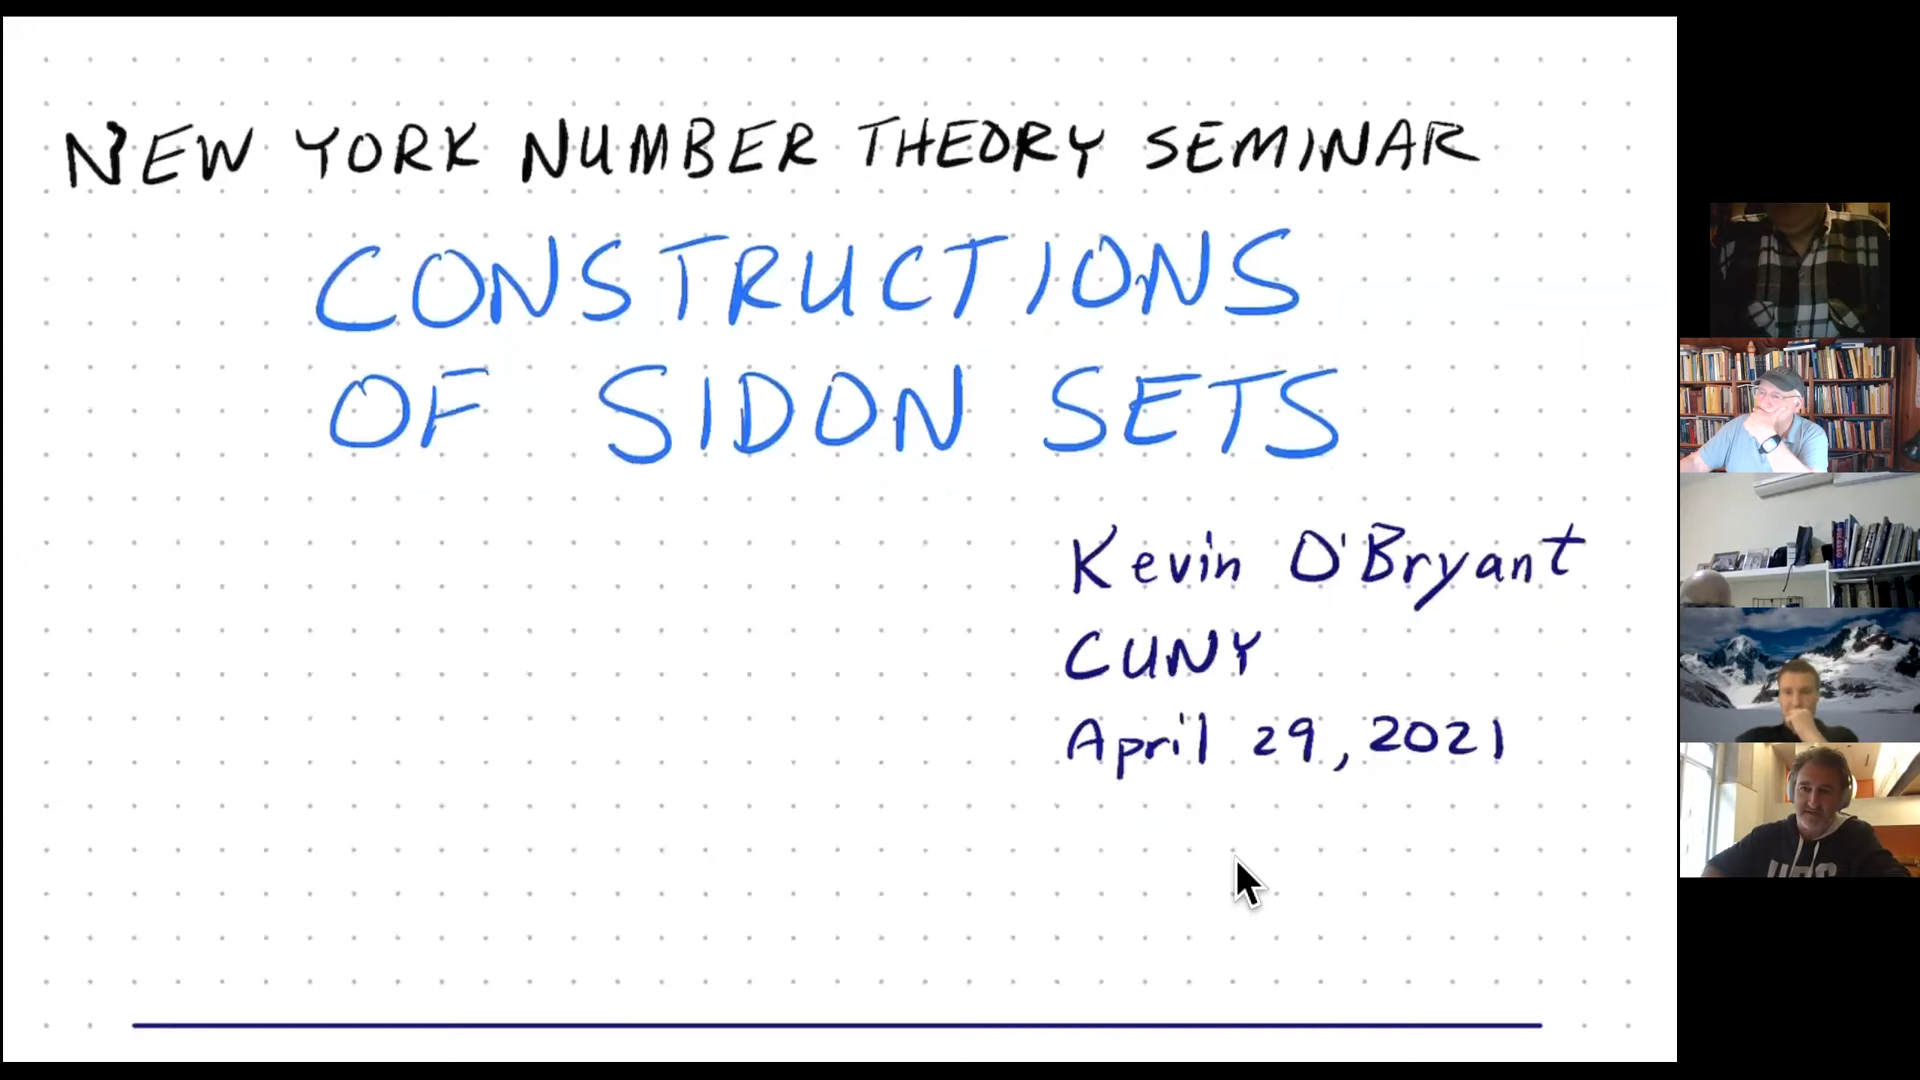 NEW YORK NUMBER THEORY SEMINAR
CONSTRUCTIONS
OF SIDON SETS
Kevin O'Bryant
CUNY
April 29, 2021